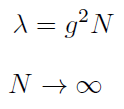 λ = g²N
N → ∞